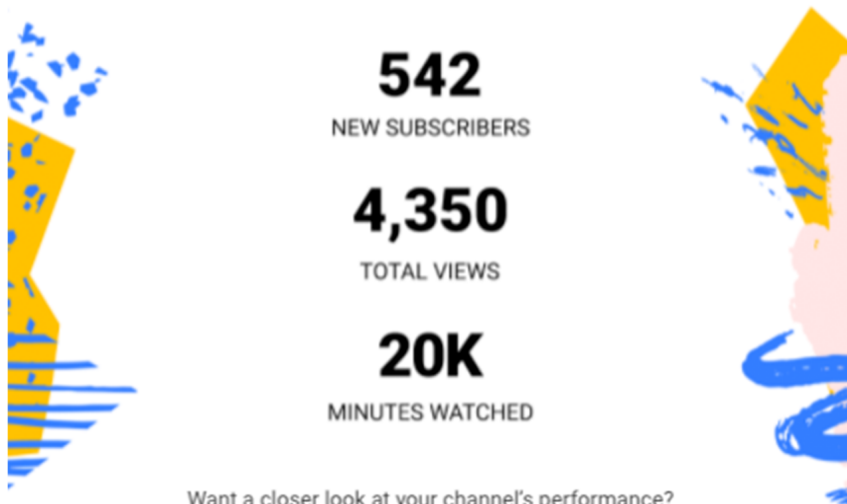 542
NEW SUBSCRIBERS
4,350
TOTAL VIEWS
20K
MINUTES WATCHED
Want a closer look at your channel's performance?